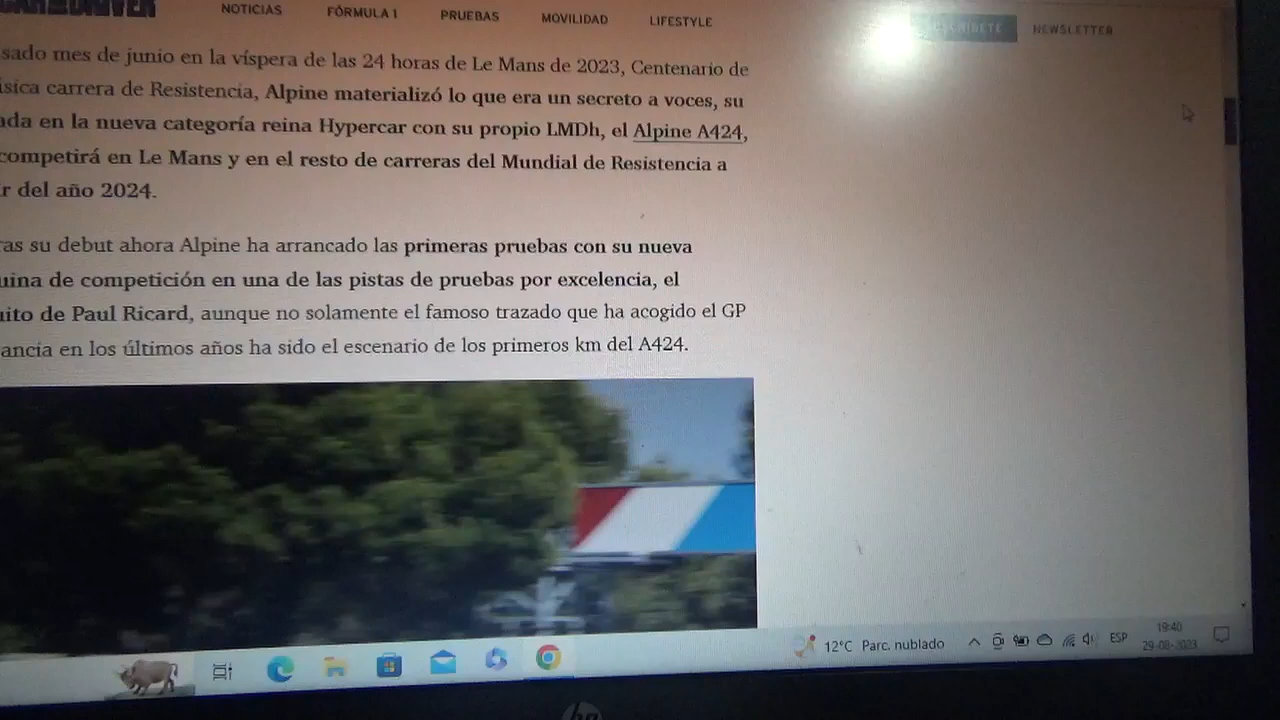 CAR AND DRIVER
NOTICIAS FÓRMULA 1 PRUEBAS MOVILIDAD LIFESTYLE NEWSLETTER
sado mes de junio en la víspera de las 24 horas de Le Mans de 2023, Centenario de
sica carrera de Resistencia, Alpine materializó lo que era un secreto a voces, su
ada en la nueva categoría reina Hypercar con su propio LMDh, el Alpine A424,
competirá en Le Mans y en el resto de carreras del Mundial de Resistencia a
r del año 2024.
ras su debut ahora Alpine ha arrancado las primeras pruebas con su nueva
uina de competición en una de las pistas de pruebas por excelencia, el
uito de Paul Ricard, aunque no solamente el famoso trazado que ha acogido el GP
ancia en los últimos años ha sido el escenario de los primeros km del A424.
12°C Parc. nublado ESP 19:40
29-08-2023
hp